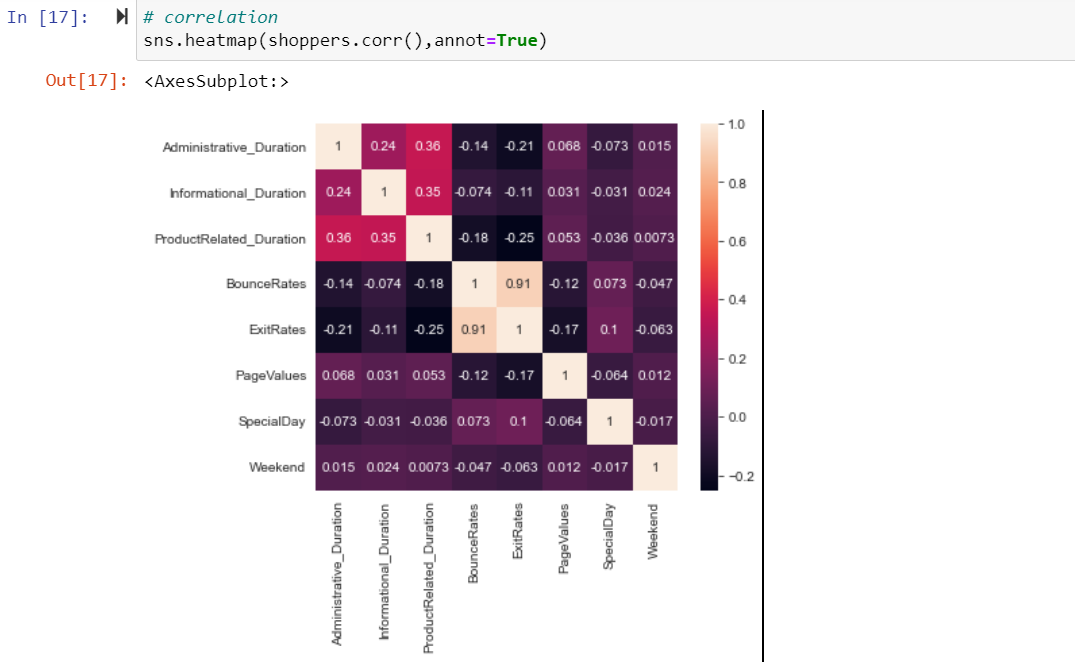 In [17]:
# correlation
sns.heatmap(shoppers.corr(),annot=True)
Out[17]: <AxesSubplot:>
Administrative_Duration 1 0.24 0.36 -0.14 -0.21 0.068 -0.073 0.015
Informational_Duration 0.24 1 0.35 -0.074 -0.11 0.031 -0.031 0.024
ProductRelated_Duration 0.36 0.35 1 -0.18 -0.25 0.053 -0.036 0.0073
BounceRates -0.14 -0.074 -0.18 1 0.91 -0.12 0.073 -0.047
ExitRates -0.21 -0.11 -0.25 0.91 1 -0.17 0.1 -0.063
PageValues 0.068 0.031 0.053 -0.12 -0.17 1 -0.064 0.012
SpecialDay -0.073 -0.031 -0.036 0.073 0.1 -0.064 1 -0.017
Weekend 0.015 0.024 0.0073 -0.047 -0.063 0.012 -0.017 1
Administrative_Duration
Informational_Duration
ProductRelated_Duration
BounceRates
ExitRates
PageValues
SpecialDay
Weekend
1.0
0.8
0.6
0.4
0.2
0.0
-0.2